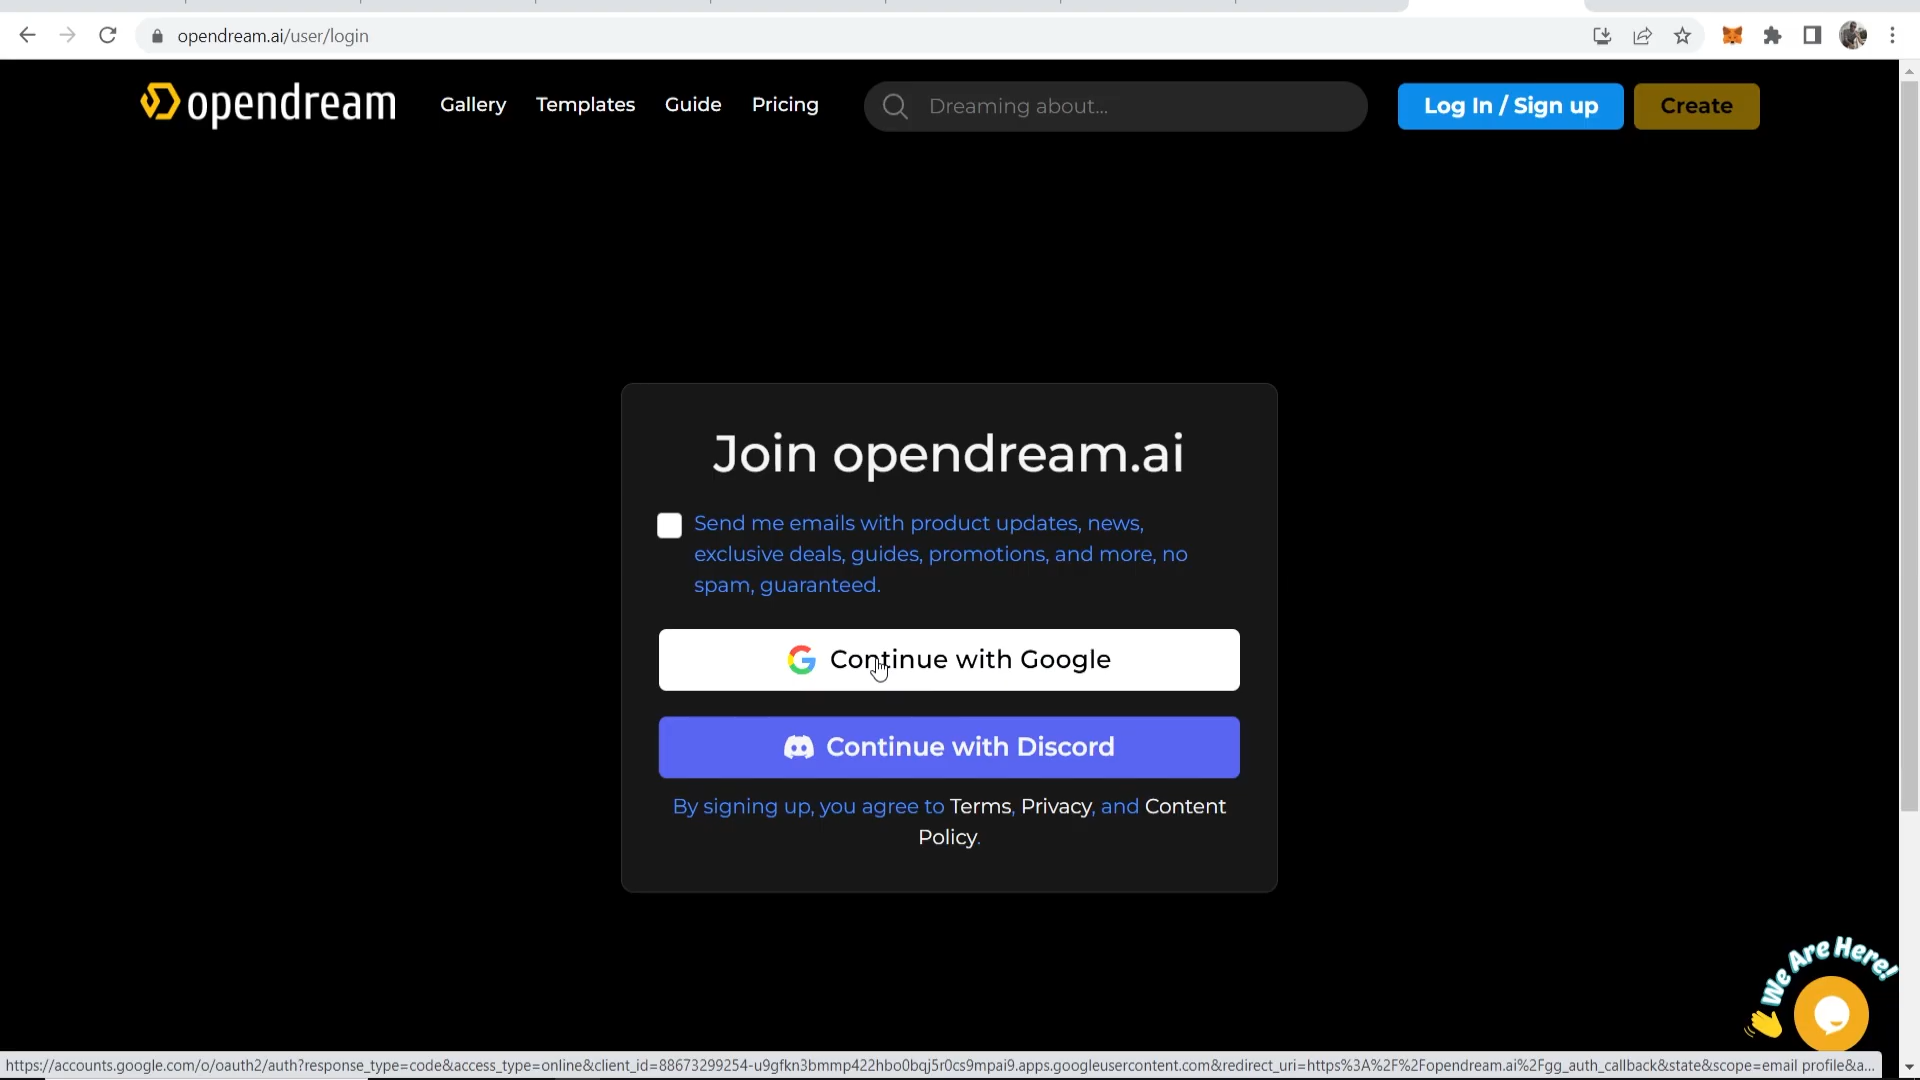 opendream.ai/user/login
opendream Gallery Templates Guide Pricing Dreaming about... Log In / Sign up Create
Join opendream.ai
Send me emails with product updates, news,
exclusive deals, guides, promotions, and more, no
spam, guaranteed.
Continue with Google
Continue with Discord
By signing up, you agree to Terms, Privacy, and Content
Policy.
We Are Here!
https://accounts.google.com/o/oauth2/auth?response_type=code&access_type=online&client_id=88673299254-u9gfkn3bmmp422hbo0bqj5r0cs9mpai9.apps.googleusercontent.com&redirect_uri=https%3A%2F%2Fopendream.ai%2Fgg_auth_callback&state&scope=email profile&a...